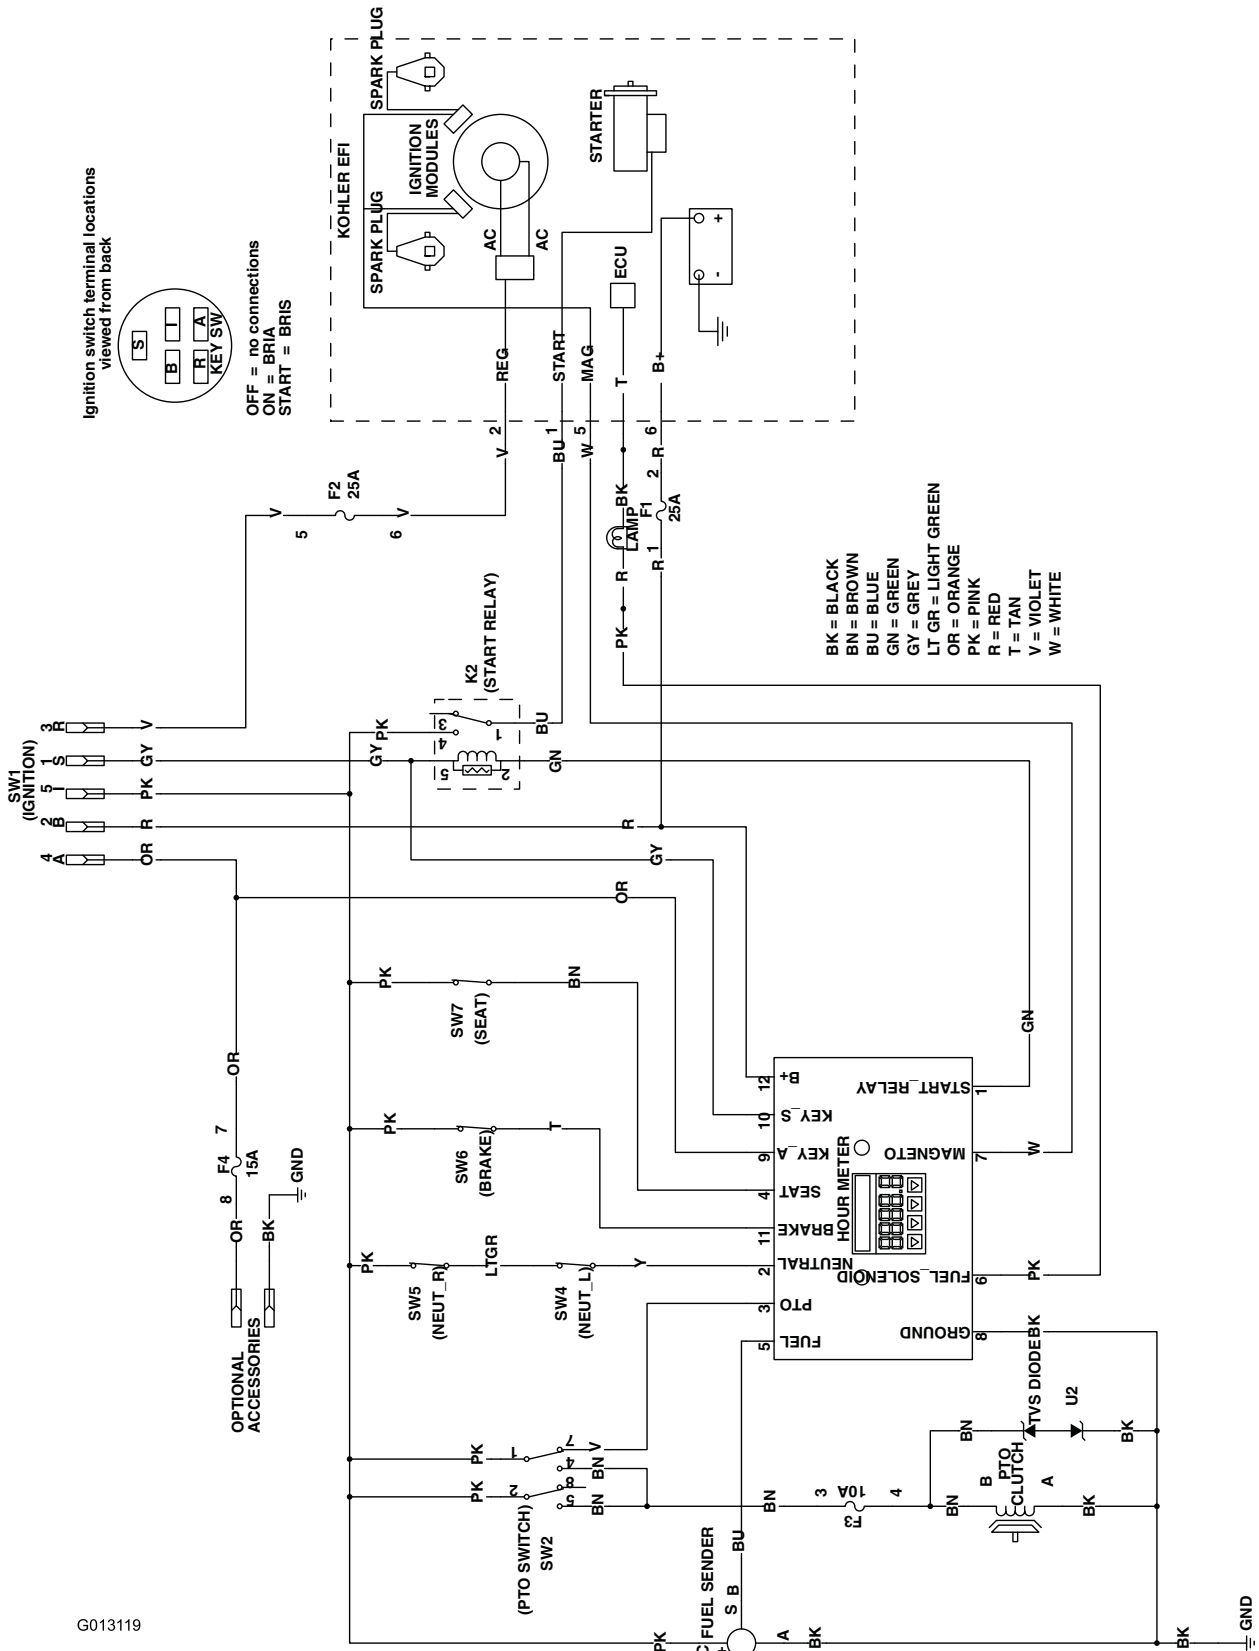 Ignition switch terminal locations
viewed from back
S
B
I
R
A
KEY SW
OFF = no connections
ON = BRIA
START = BRIS
KOHLER EFI
SPARK PLUG
SPARK PLUG
IGNITION
MODULES
AC
AC
STARTER
ECU
+
-
REG
START
MAG
T
B+
2
1
5
6
V
BU
W
R
2
F2
25A
V
5
V
6
BK
LAMP
R
PK
F1
25A
1
R
BK = BLACK
BN = BROWN
BU = BLUE
GN = GREEN
GY = GREY
LT GR = LIGHT GREEN
OR = ORANGE
PK = PINK
R = RED
T = TAN
V = VIOLET
W = WHITE
SW1
(IGNITION)
3
R
V
1
S
GY
5
I
PK
2
B
R
4
A
OR
K2
(START RELAY)
PK
GY
3
4
1
5
2
BU
GN
R
GY
OR
PK
SW7
(SEAT)
BN
PK
SW6
(BRAKE)
T
PK
SW5
(NEUT_R)
LTGR
SW4
(NEUT_L)
Y
OR
7
F4
15A
8
OR
BK
GND
OPTIONAL
ACCESSORIES
GN
12
B+
10
KEY_S
9
KEY_A
4
SEAT
11
BRAKE
2
NEUTRAL
3
PTO
5
FUEL
HOUR METER
START_RELAY
1
MAGNETO
7
W
FUEL_SOLENOID
6
PK
GROUND
8
BK
TVS DIODE
U2
BN
BK
PTO
CLUTCH
B
A
BN
BK
PK
1
7
V
4
BN
PK
2
8
5
BN
(PTO SWITCH)
SW2
BN
3
10A
F3
4
FUEL SENDER
BU
S
B
PK
A
BK
BK
GND
G013119